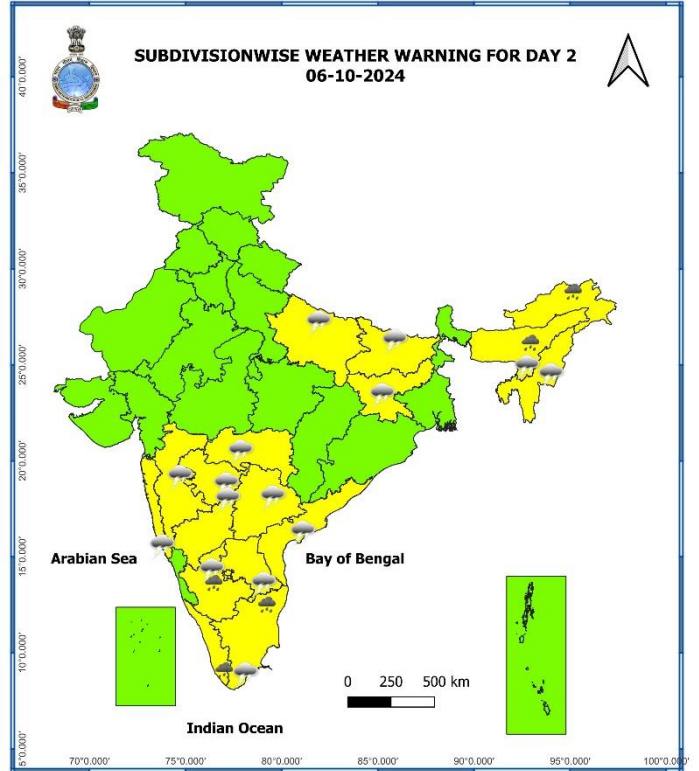 SUBDIVISIONWISE WEATHER WARNING FOR DAY 2
06-10-2024
40°0.000'
35°0.000'
30°0.000'
25°0.000'
20°0.000'
15°0.000'
10°0.000'
5°0.000'
Arabian Sea
Bay of Bengal
0 250 500 km
Indian Ocean
70°0.000' 75°0.000' 80°0.000' 85°0.000' 90°0.000' 95°0.000' 100°0.000'